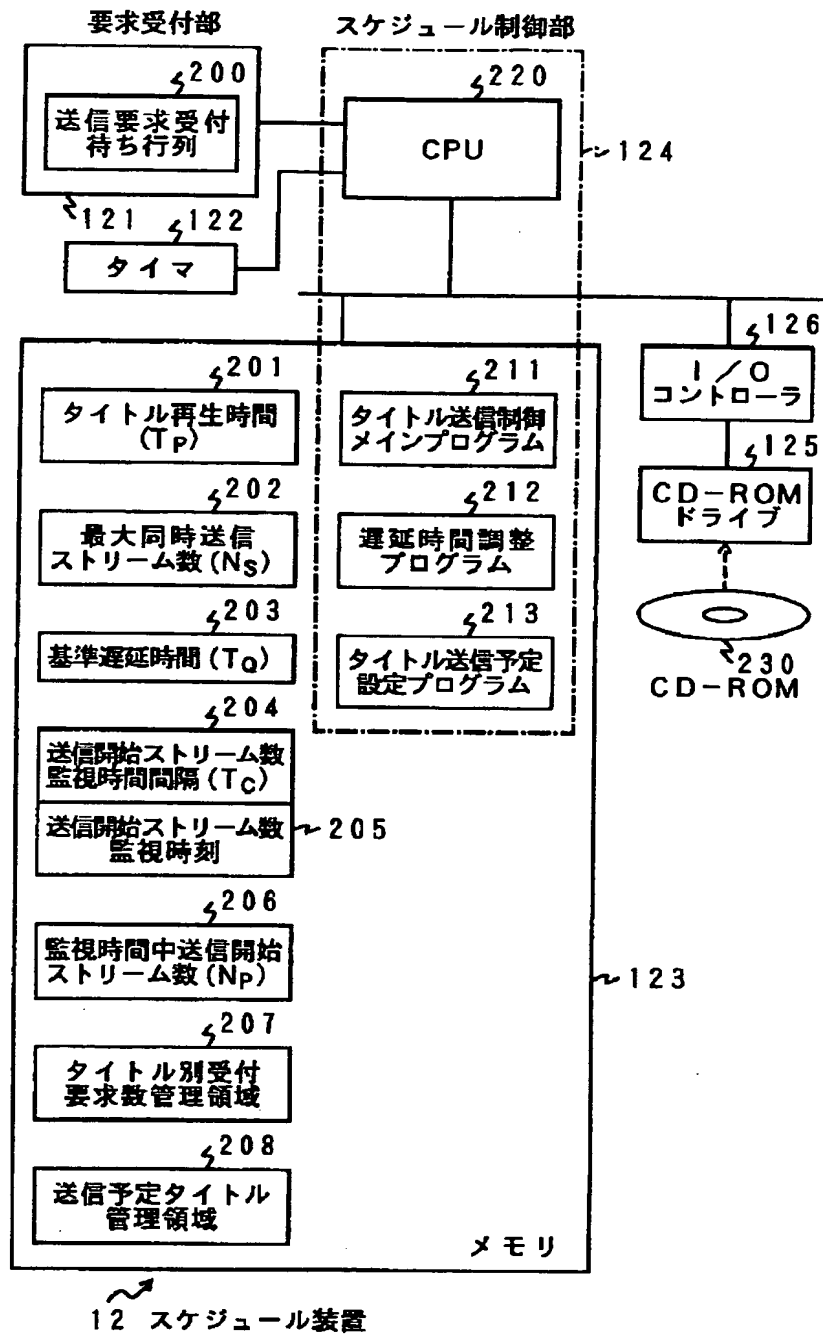 要求受付部
スケジュール制御部
200
送信要求受付
待ち行列
220
CPU
124
121
122
タイマ
201
タイトル再生時間
(TP)
211
タイトル送信制御
メインプログラム
126
I/O
コントローラ
202
最大同時送信
ストリーム数(NS)
212
遅延時間調整
プログラム
125
CD-ROM
ドライブ
203
基準遅延時間(TQ)
213
タイトル送信予定
設定プログラム
230
CD-ROM
204
送信開始ストリーム数
監視時間間隔(TC)
送信開始ストリーム数
監視時刻
205
206
監視時間中送信開始
ストリーム数(NP)
123
207
タイトル別受付
要求数管理領域
208
送信予定タイトル
管理領域
メモリ
12 スケジュール装置